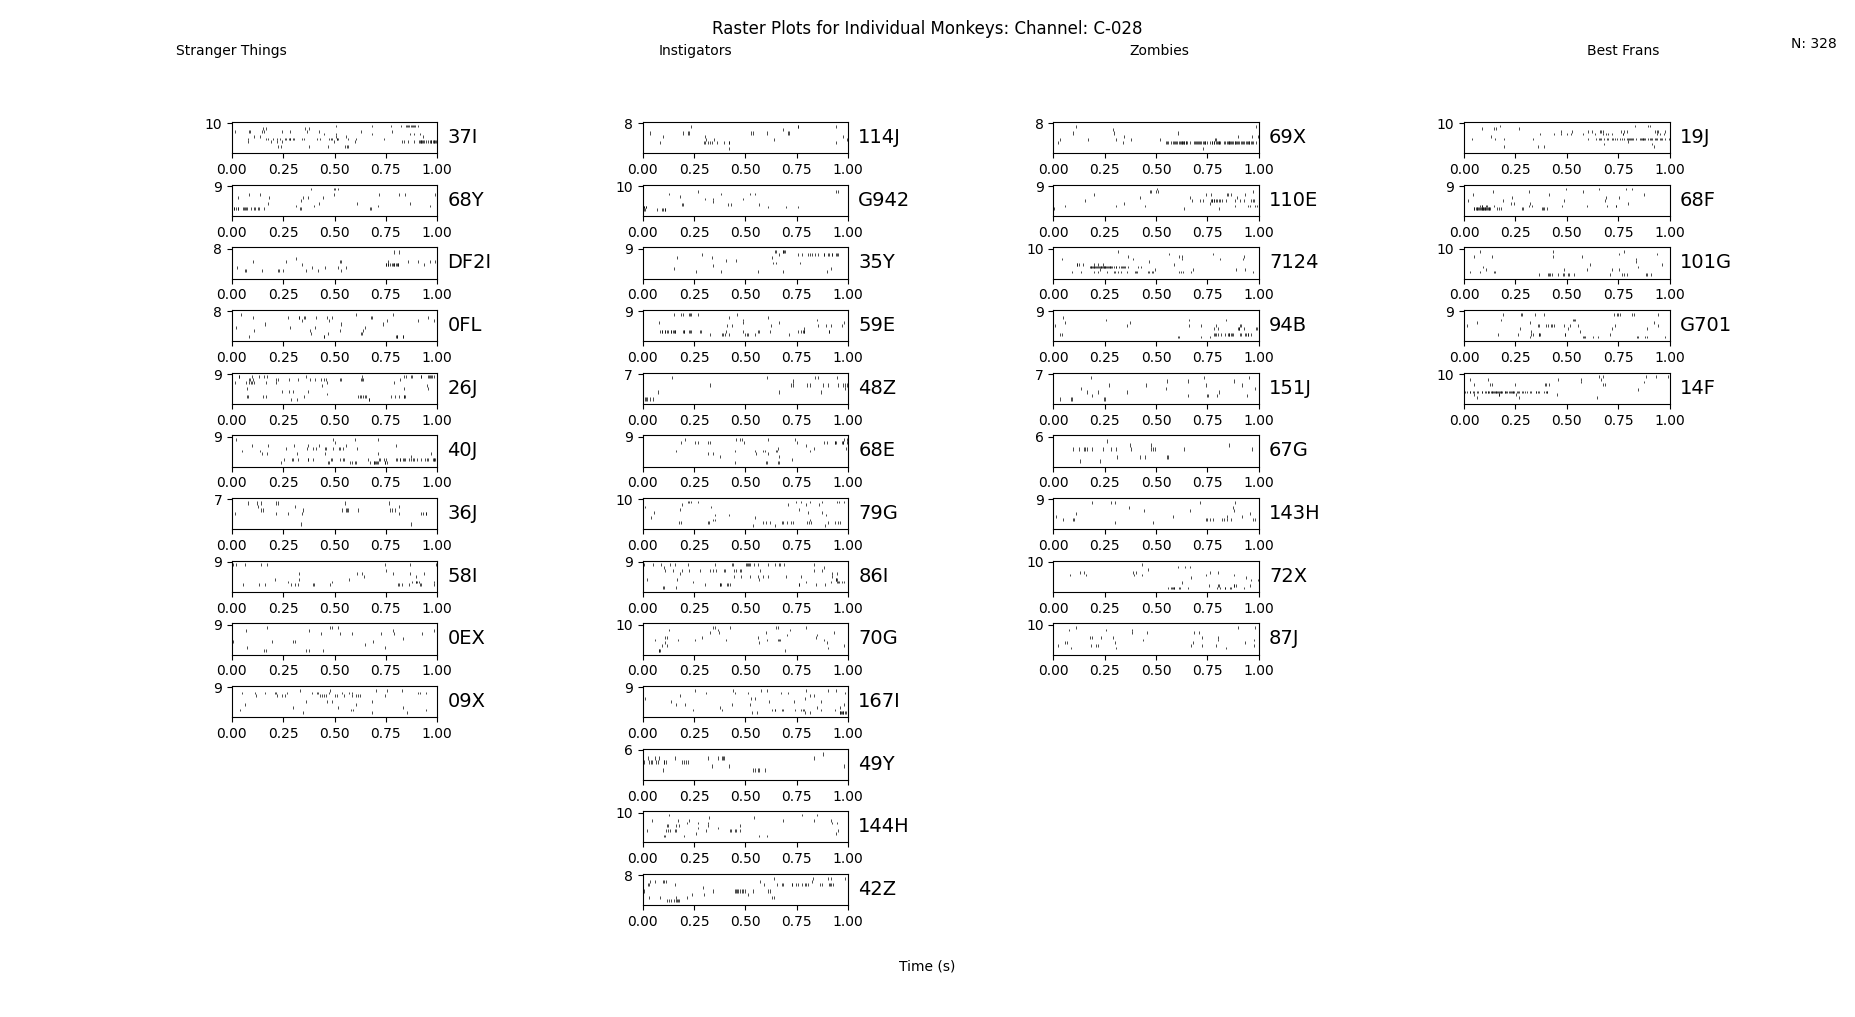 Raster Plots for Individual Monkeys: Channel: C-028
Stranger Things Instigators Zombies Best Frans N: 328
10 37I 8 114J 8 69X 10 19J
0.00 0.25 0.50 0.75 1.00 0.00 0.25 0.50 0.75 1.00 0.00 0.25 0.50 0.75 1.00 0.00 0.25 0.50 0.75 1.00
9 68Y 10 G942 9 110E 9 68F
0.00 0.25 0.50 0.75 1.00 0.00 0.25 0.50 0.75 1.00 0.00 0.25 0.50 0.75 1.00 0.00 0.25 0.50 0.75 1.00
8 DF2I 9 35Y 10 7124 10 101G
0.00 0.25 0.50 0.75 1.00 0.00 0.25 0.50 0.75 1.00 0.00 0.25 0.50 0.75 1.00 0.00 0.25 0.50 0.75 1.00
8 0FL 9 59E 9 94B 9 G701
0.00 0.25 0.50 0.75 1.00 0.00 0.25 0.50 0.75 1.00 0.00 0.25 0.50 0.75 1.00 0.00 0.25 0.50 0.75 1.00
9 26J 7 48Z 7 151J 10 14F
0.00 0.25 0.50 0.75 1.00 0.00 0.25 0.50 0.75 1.00 0.00 0.25 0.50 0.75 1.00 0.00 0.25 0.50 0.75 1.00
9 40J 9 68E 6 67G
0.00 0.25 0.50 0.75 1.00 0.00 0.25 0.50 0.75 1.00 0.00 0.25 0.50 0.75 1.00
7 36J 10 79G 9 143H
0.00 0.25 0.50 0.75 1.00 0.00 0.25 0.50 0.75 1.00 0.00 0.25 0.50 0.75 1.00
9 58I 9 86I 10 72X
0.00 0.25 0.50 0.75 1.00 0.00 0.25 0.50 0.75 1.00 0.00 0.25 0.50 0.75 1.00
9 0EX 10 70G 10 87J
0.00 0.25 0.50 0.75 1.00 0.00 0.25 0.50 0.75 1.00 0.00 0.25 0.50 0.75 1.00
9 09X 9 167I
0.00 0.25 0.50 0.75 1.00 0.00 0.25 0.50 0.75 1.00
6 49Y
0.00 0.25 0.50 0.75 1.00
10 144H
0.00 0.25 0.50 0.75 1.00
8 42Z
0.00 0.25 0.50 0.75 1.00
Time (s)